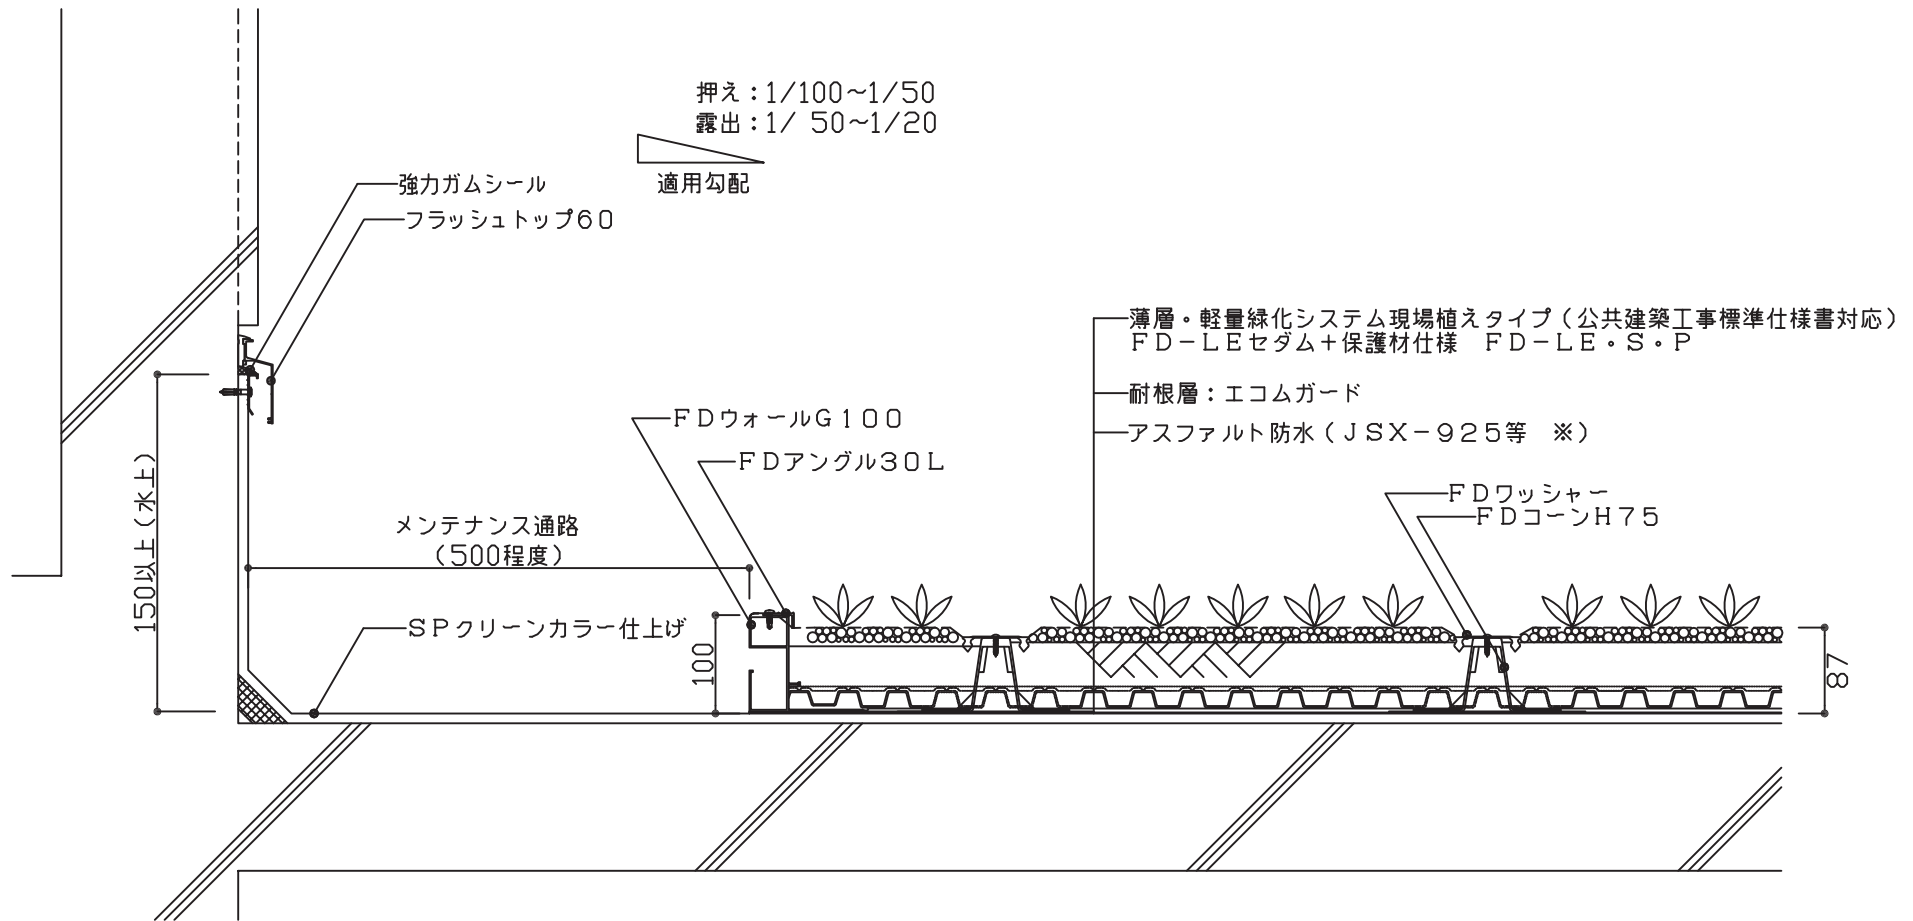 押え：1/100～1/50
露出：1/ 50～1/20
適用勾配
強力ガムシール
フラッシュトップ60
薄層・軽量緑化システム現場植えタイプ（公共建築工事標準仕様書対応）
FD－LEセダム＋保護材仕様　FD－LE・S・P
耐根層：エコムガード
アスファルト防水（JSX－925等　※）
FDウォールG100
FDアングル30L
FDワッシャー
FDコーンH75
メンテナンス通路
（500程度）
150以上（水上）
SPクリーンカラー仕上げ
100
87